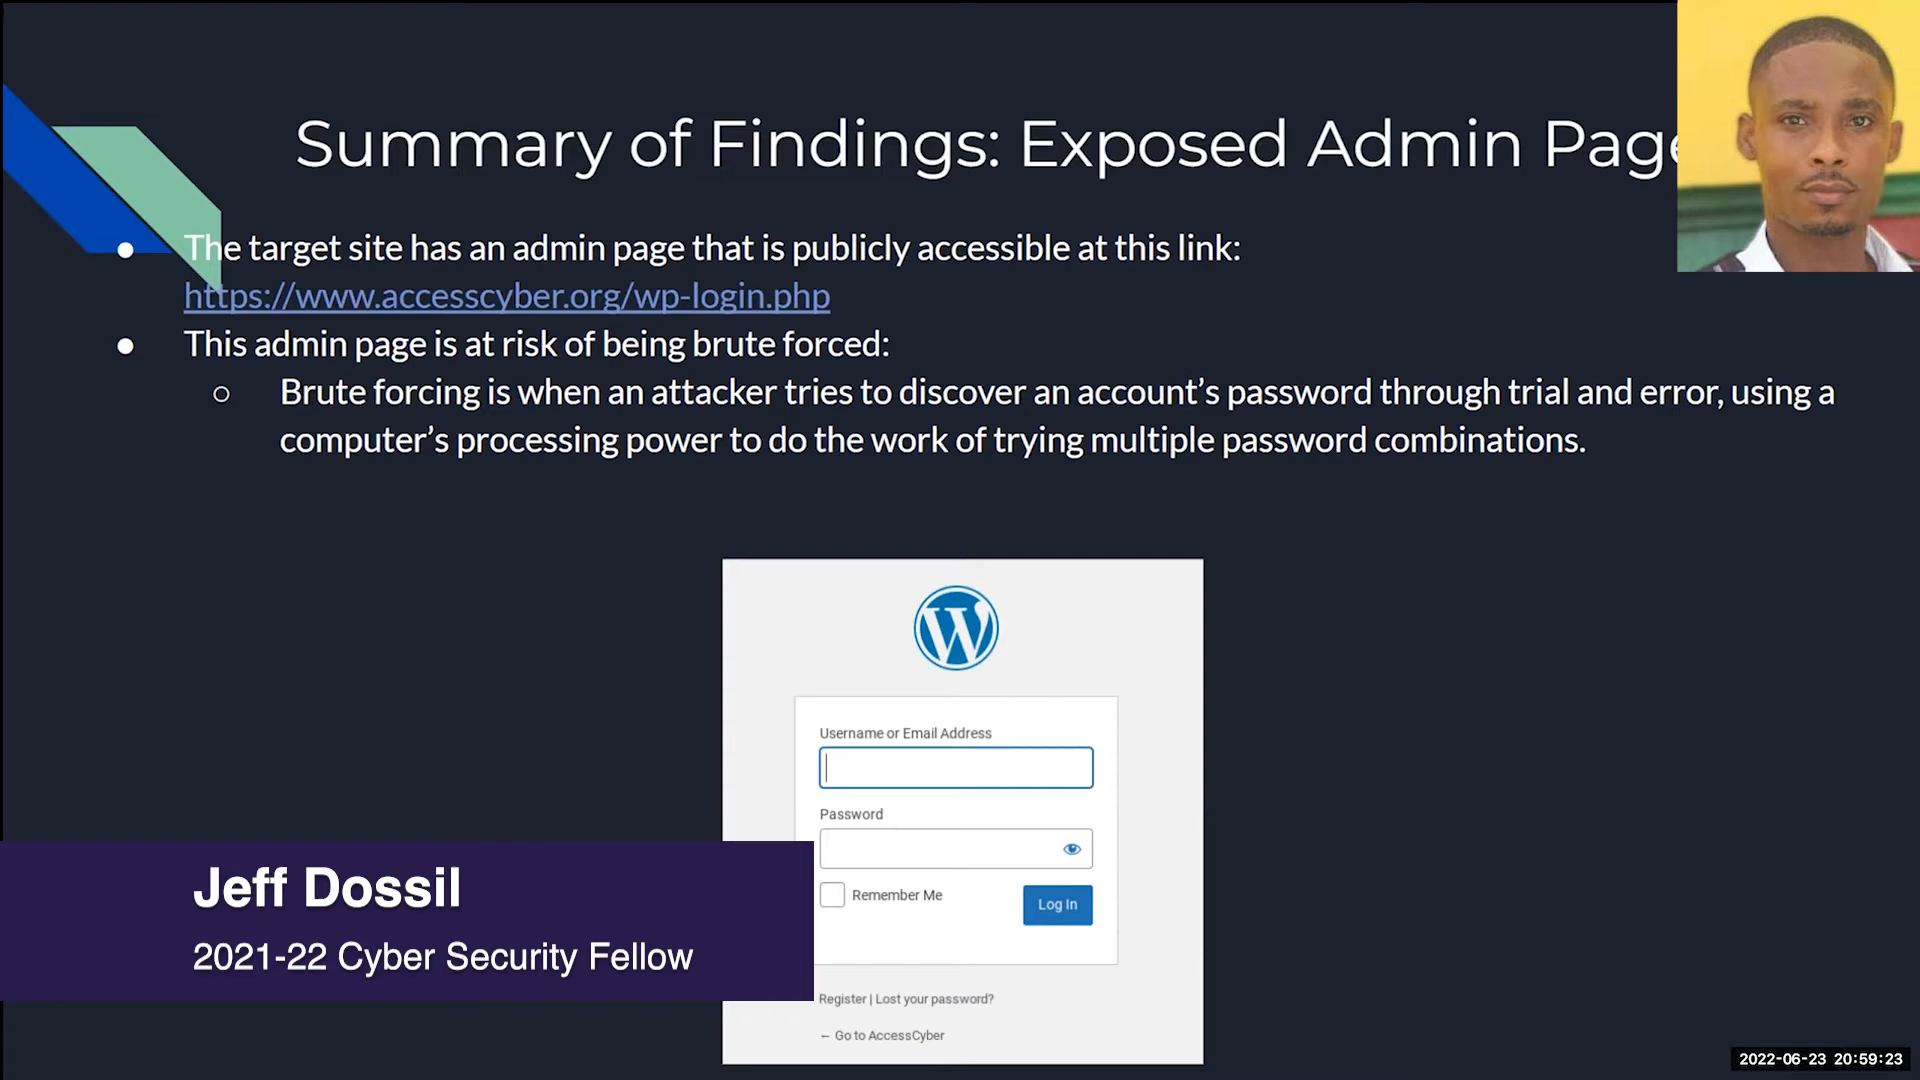 Summary of Findings: Exposed Admin Page
● The target site has an admin page that is publicly accessible at this link:
https://www.accesscyber.org/wp-login.php
● This admin page is at risk of being brute forced:
○ Brute forcing is when an attacker tries to discover an account’s password through trial and error, using a
computer’s processing power to do the work of trying multiple password combinations.
W
Username or Email Address
Password
Remember Me
Log In
Register | Lost your password?
← Go to AccessCyber
Jeff Dossil
2021-22 Cyber Security Fellow
2022-06-23 20:59:23